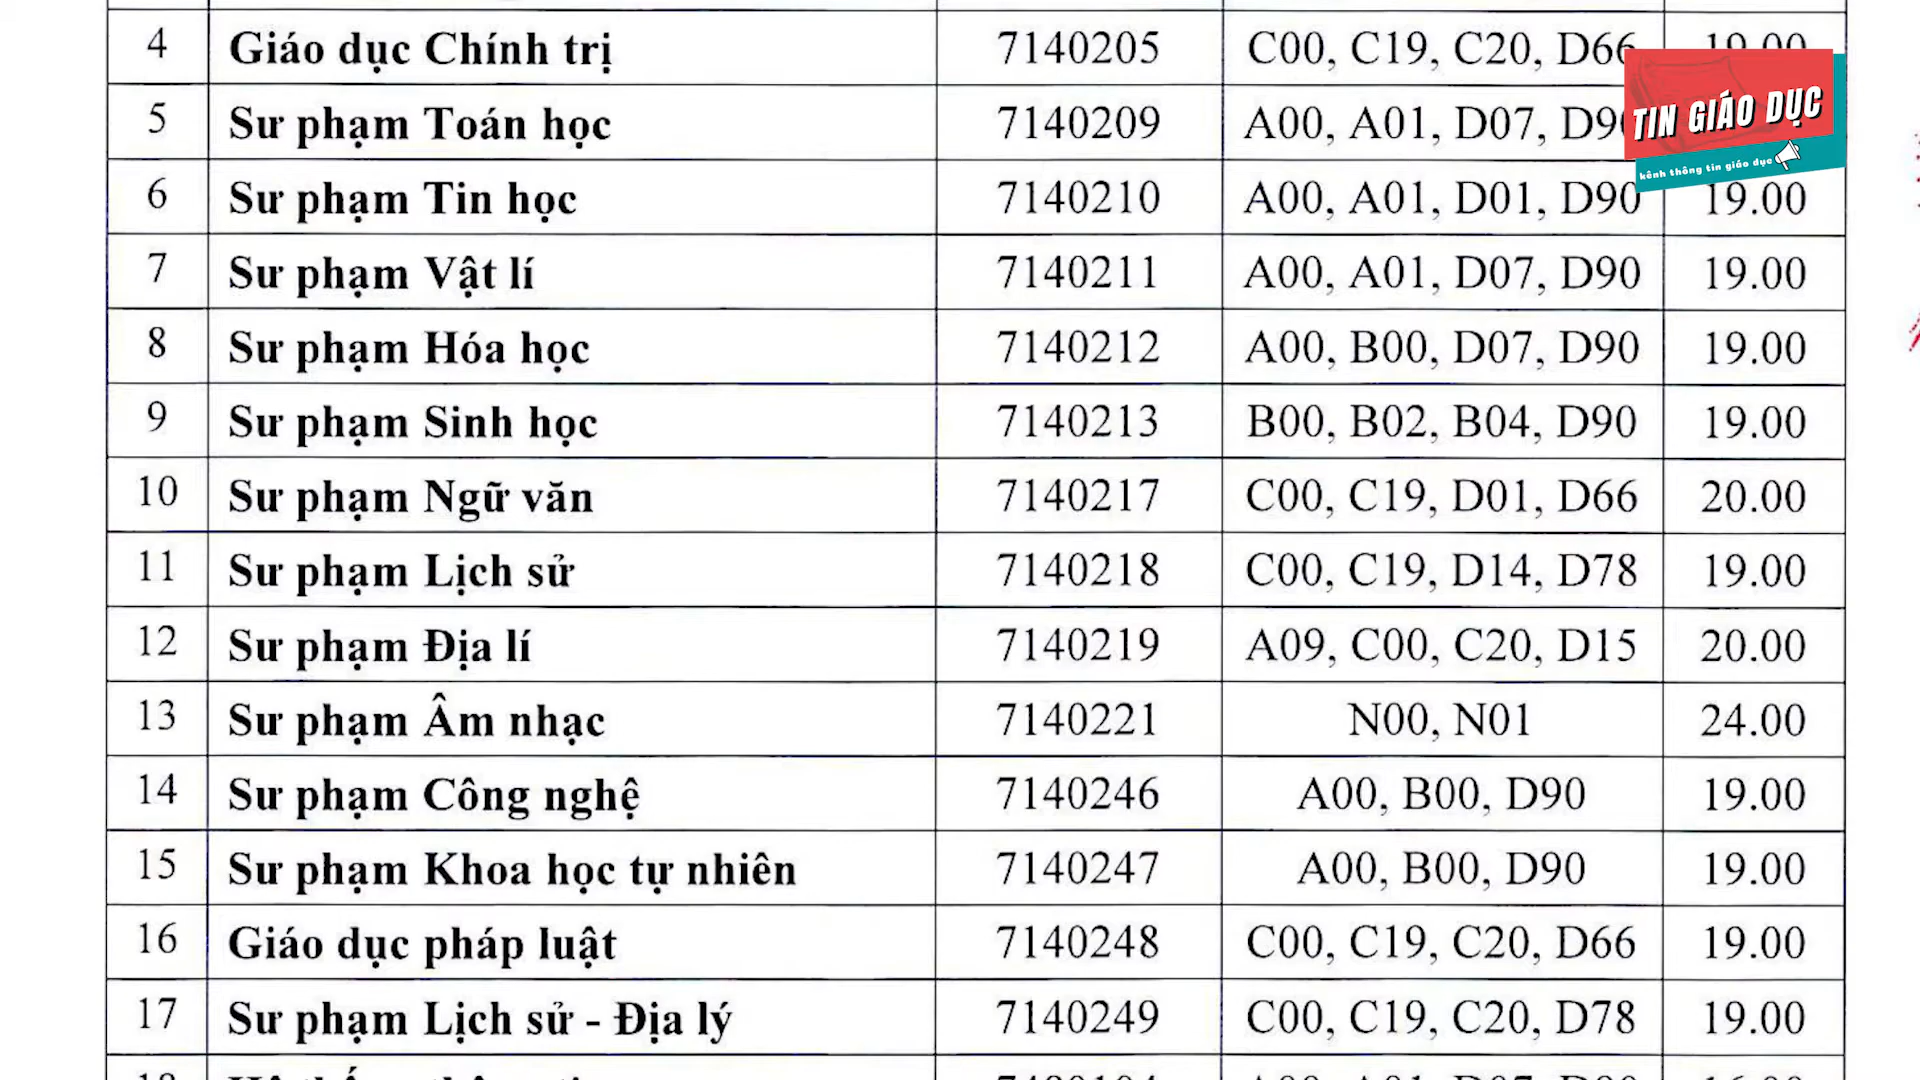 4 Giáo dục Chính trị 7140205 C00, C19, C20, D66 19.00
5 Sư phạm Toán học 7140209 A00, A01, D07, D90
6 Sư phạm Tin học 7140210 A00, A01, D01, D90 19.00
7 Sư phạm Vật lí 7140211 A00, A01, D07, D90 19.00
8 Sư phạm Hóa học 7140212 A00, B00, D07, D90 19.00
9 Sư phạm Sinh học 7140213 B00, B02, B04, D90 19.00
10 Sư phạm Ngữ văn 7140217 C00, C19, D01, D66 20.00
11 Sư phạm Lịch sử 7140218 C00, C19, D14, D78 19.00
12 Sư phạm Địa lí 7140219 A09, C00, C20, D15 20.00
13 Sư phạm Âm nhạc 7140221 N00, N01 24.00
14 Sư phạm Công nghệ 7140246 A00, B00, D90 19.00
15 Sư phạm Khoa học tự nhiên 7140247 A00, B00, D90 19.00
16 Giáo dục pháp luật 7140248 C00, C19, C20, D66 19.00
17 Sư phạm Lịch sử - Địa lý 7140249 C00, C19, C20, D78 19.00
TIN GIÁO DỤC
kênh thông tin giáo dục